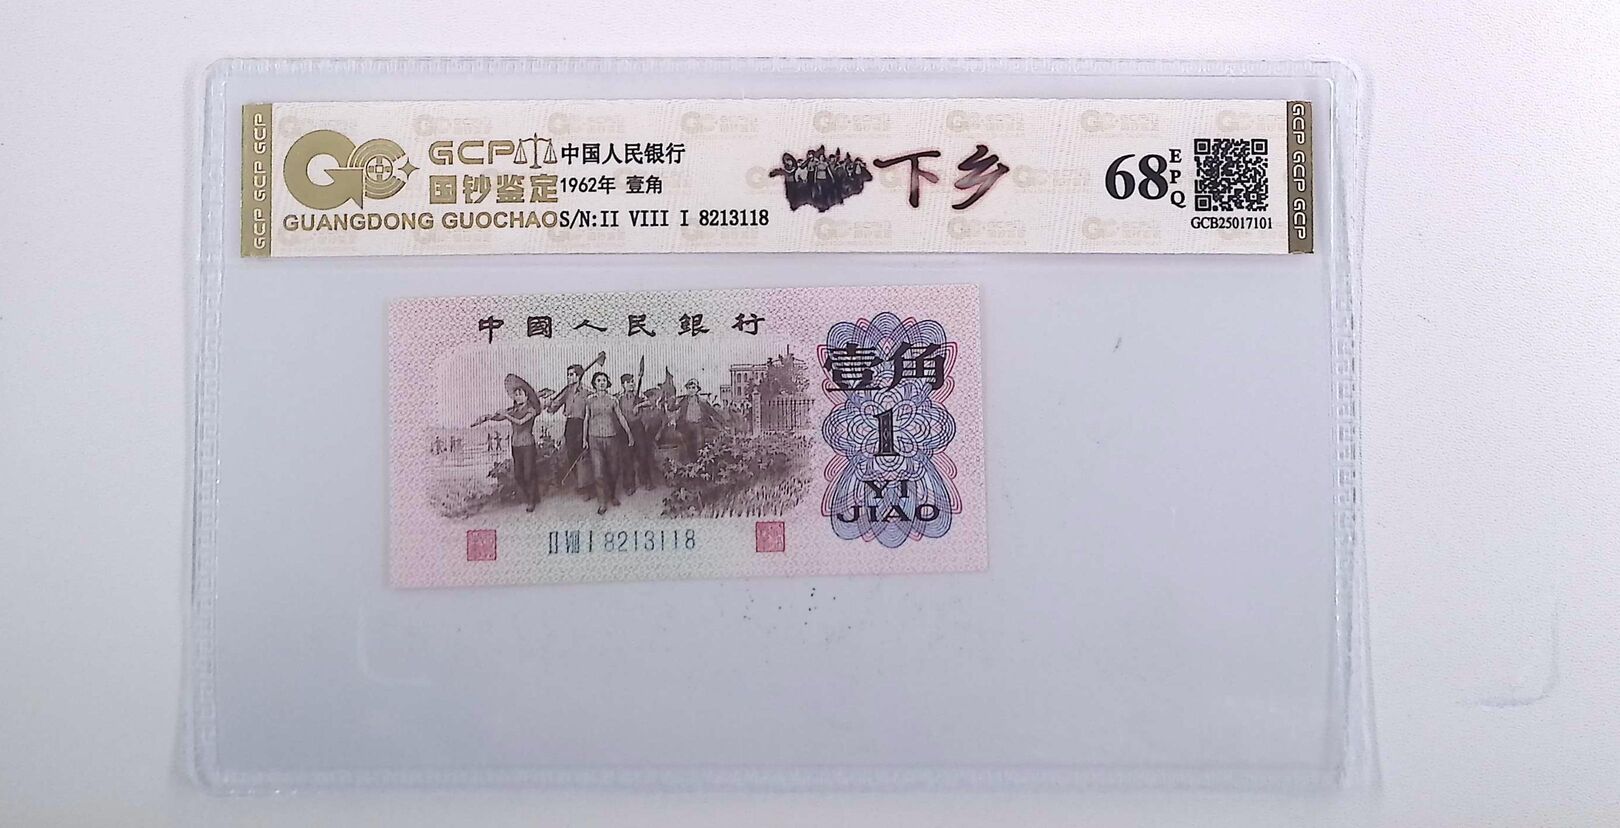 GCP GCP GCP
GCP
国钞鉴定
GUANGDONG GUOCHAO
中国人民银行
1962年 壹角
S/N:II VIII I 8213118
下乡
68
EPQ
GCB25017101
GCP GCP GCP
中國人民銀行
壹角
1
YI
JIAO
II VIII I 8213118